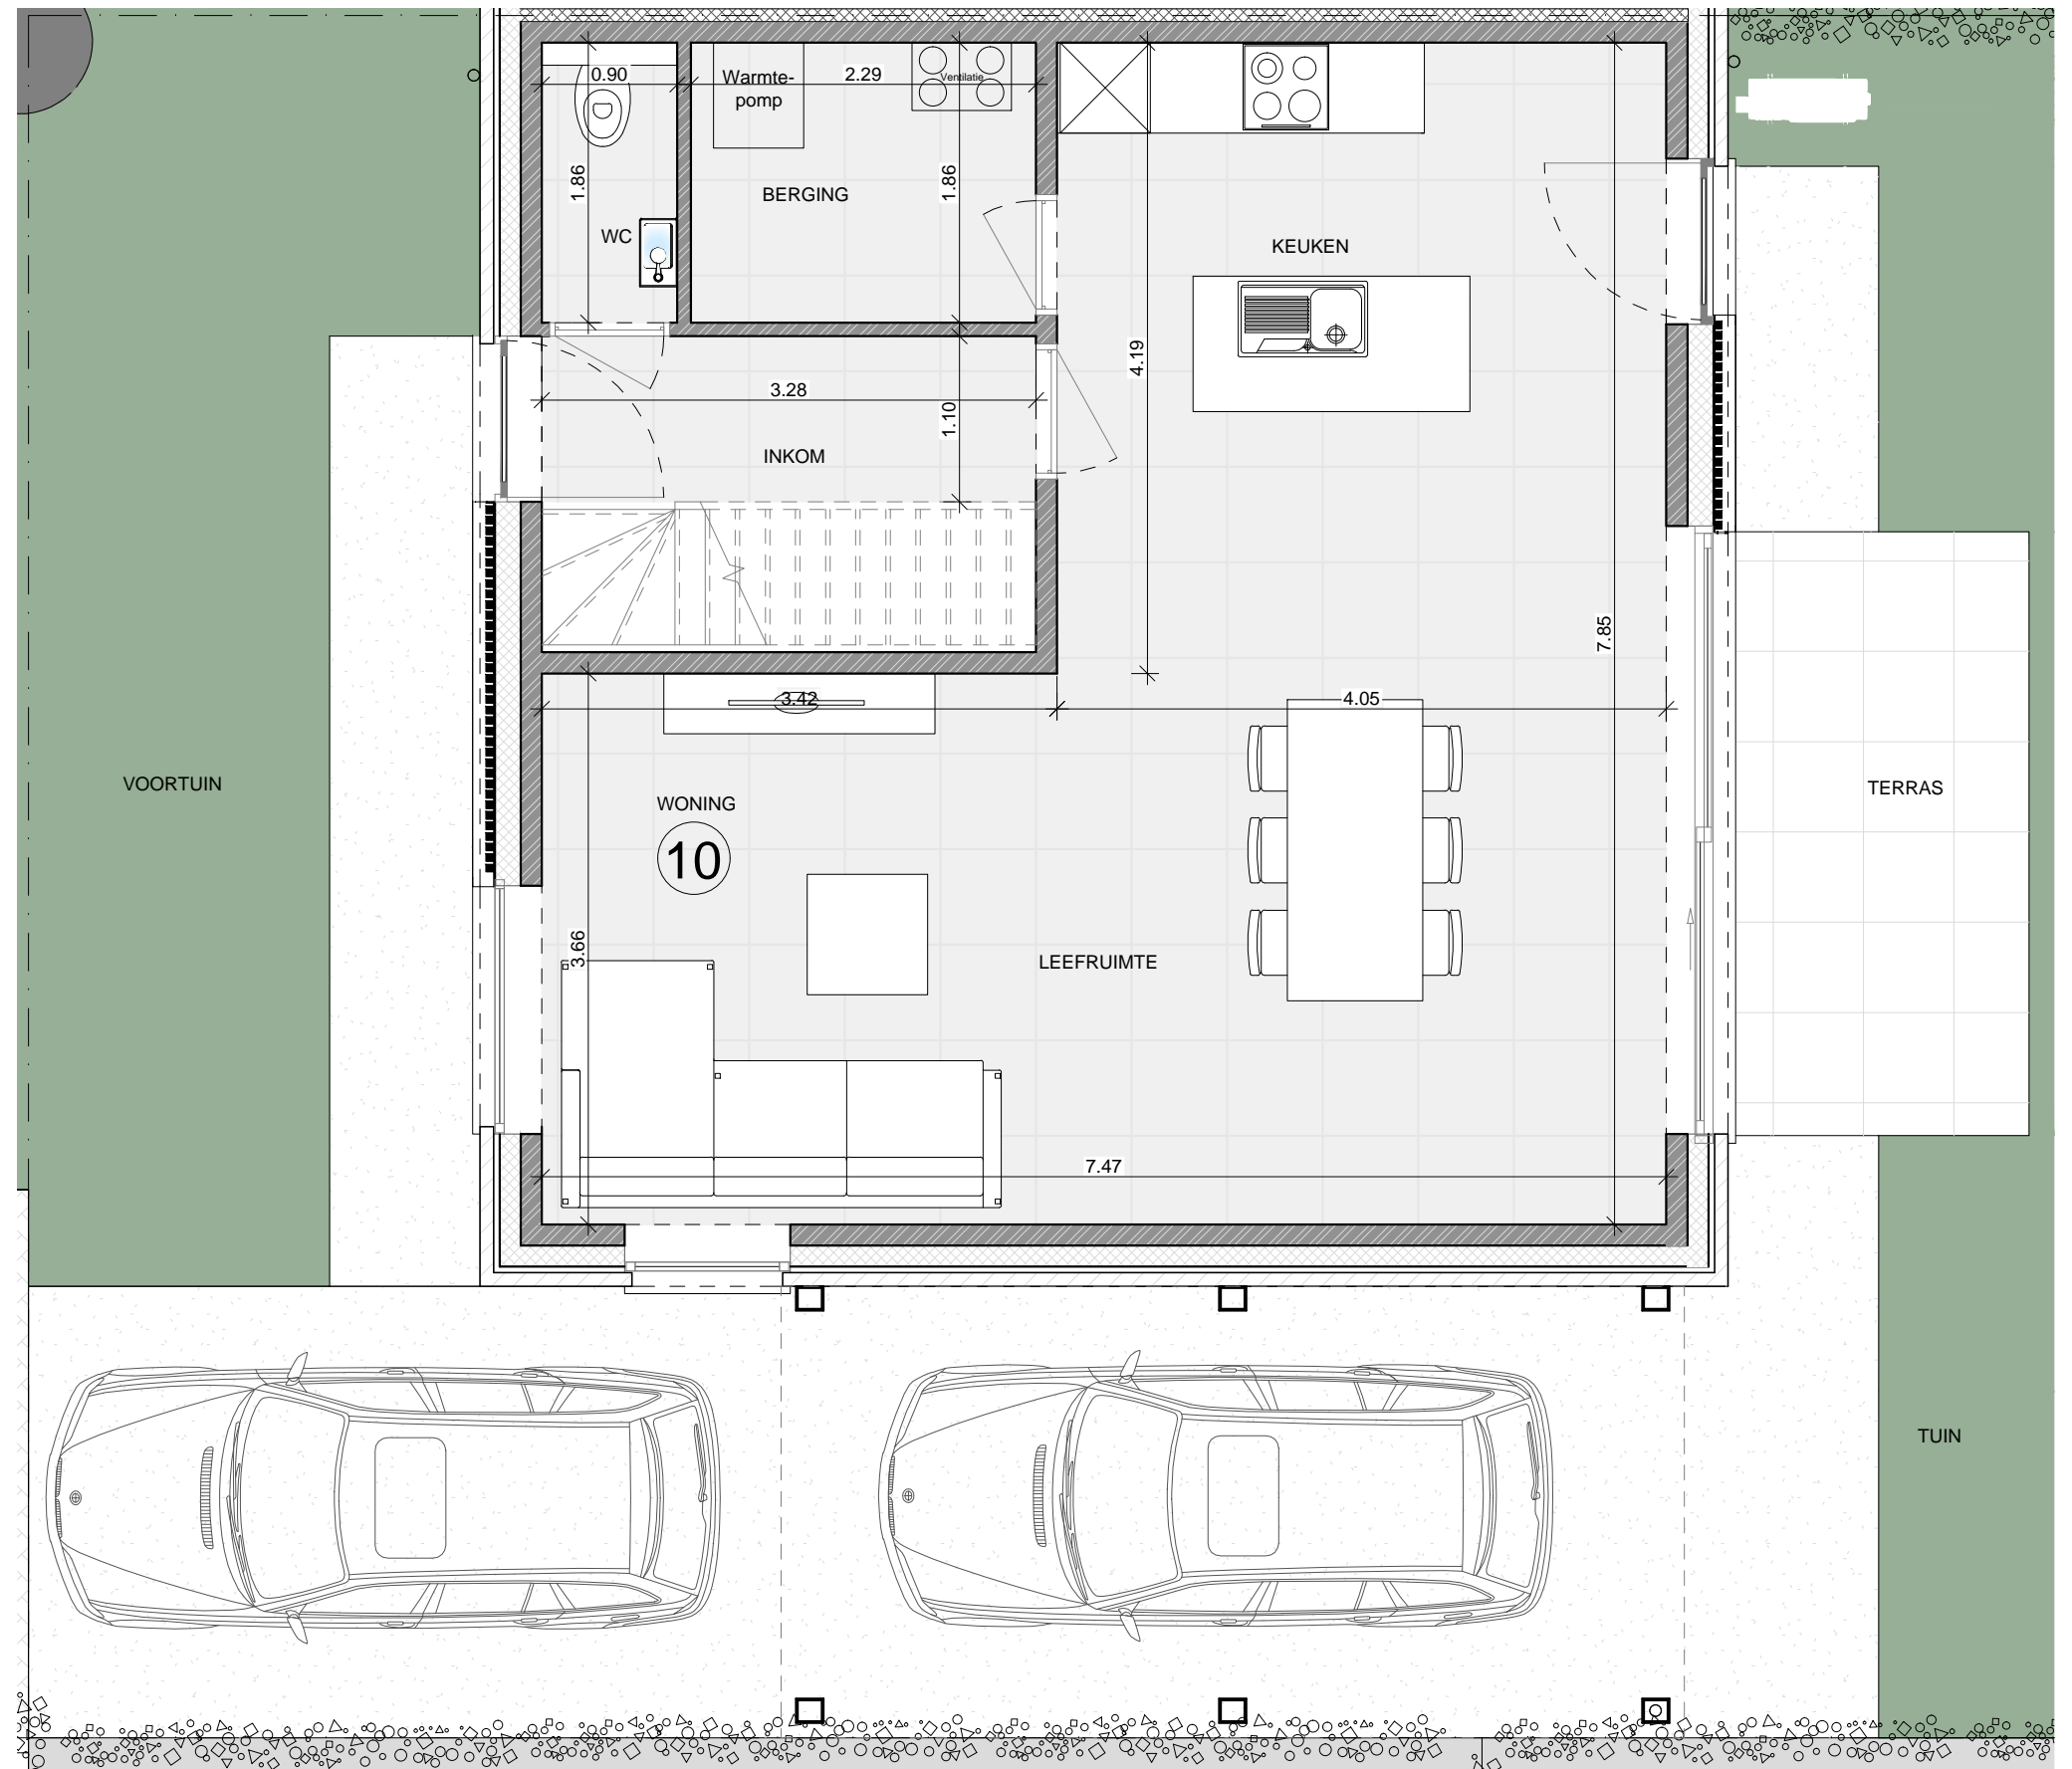 0.90
Warmte-
pomp
2.29
Ventilatie
1.86
BERGING
1.86
WC
KEUKEN
4.19
3.28
1.10
INKOM
7.85
3.42
4.05
VOORTUIN
TERRAS
WONING
10
3.66
LEEFRUIMTE
7.47
TUIN